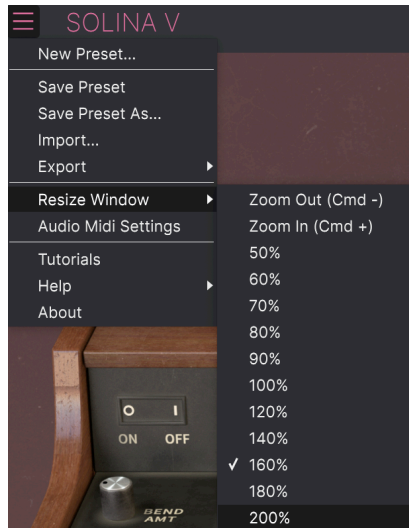 SOLINA V
New Preset...
Save Preset
Save Preset As...
Import...
Export
Resize Window
Audio Midi Settings
Tutorials
Help
About
Zoom Out (Cmd -)
Zoom In (Cmd +)
50%
60%
70%
80%
90%
100%
120%
140%
160%
180%
200%
O I
ON OFF
BEND
AMT